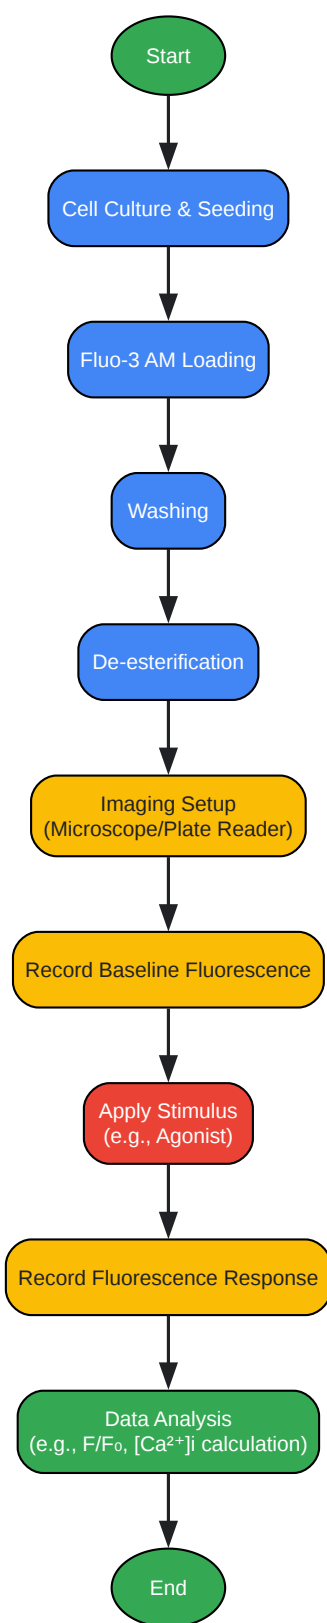 Start
Cell Culture & Seeding
Fluo-3 AM Loading
Washing
De-esterification
Imaging Setup
(Microscope/Plate Reader)
Record Baseline Fluorescence
Apply Stimulus
(e.g., Agonist)
Record Fluorescence Response
Data Analysis
(e.g., F/F₀, [Ca²⁺]i calculation)
End